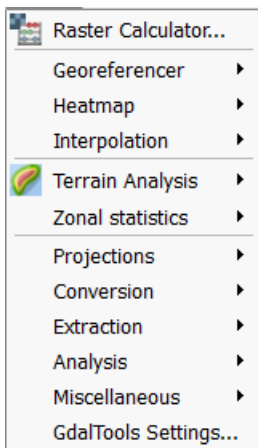 Raster Calculator...
Georeferencer
Heatmap
Interpolation
Terrain Analysis
Zonal statistics
Projections
Conversion
Extraction
Analysis
Miscellaneous
GdalTools Settings...